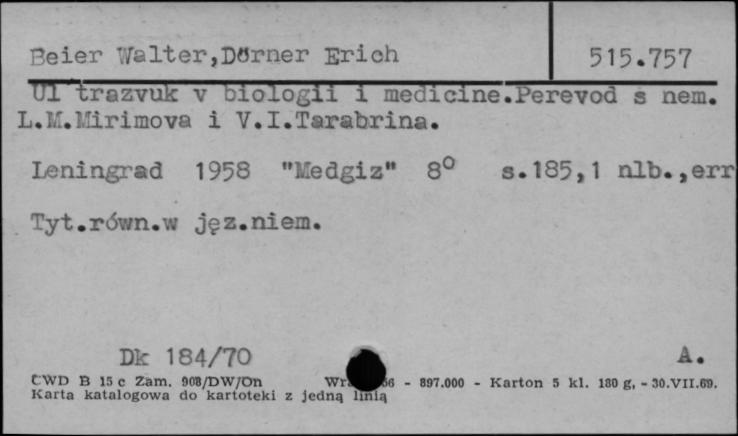 Beier Walter,Dörner Erich
515.757
Ul trazvuk v biologii i medicine.Perevod s nem.
L.M.Mirimova i V.I.Tarabrina.
Leningrad 1958 "Medgiz" 8° s.185,1 nlb.,err
Tyt.równ.w jęz.niem.
Dk 184/70
A.
CWD B 15 c Zam. 908/DW/On - 897.000 - Karton 5 kl. 180 g, - 30.VII.69.
Karta katalogowa do kartoteki z jedną linią